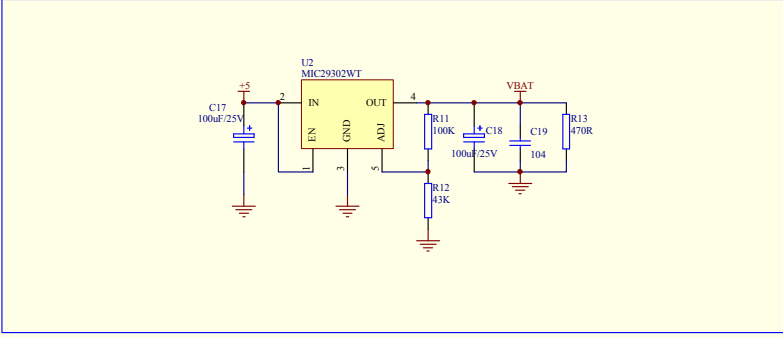 U2
MIC29302WT
+5
2
IN
OUT
4
VBAT
C17
100uF/25V
+
EN
GND
ADJ
1
3
5
R11
100K
+
C18
100uF/25V
C19
104
R13
470R
R12
43K